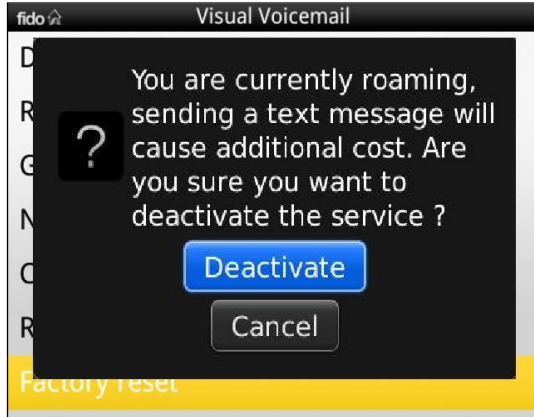 fido
Visual Voicemail
D
R
G
N
C
R
You are currently roaming,
sending a text message will
cause additional cost. Are
you sure you want to
deactivate the service ?
Deactivate
Cancel
Factory reset